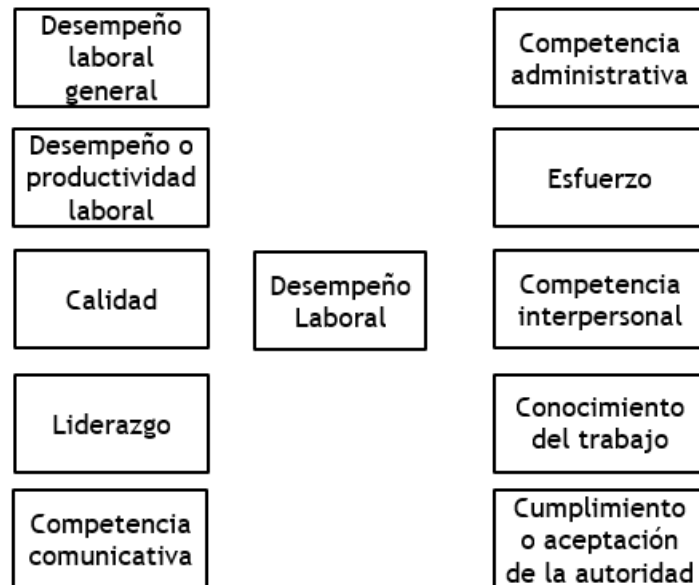 Desempeño
laboral
general
Desempeño o
productividad
laboral
Calidad
Liderazgo
Competencia
comunicativa
Desempeño
Laboral
Competencia
administrativa
Esfuerzo
Competencia
interpersonal
Conocimiento
del trabajo
Cumplimiento
o aceptación
de la autoridad